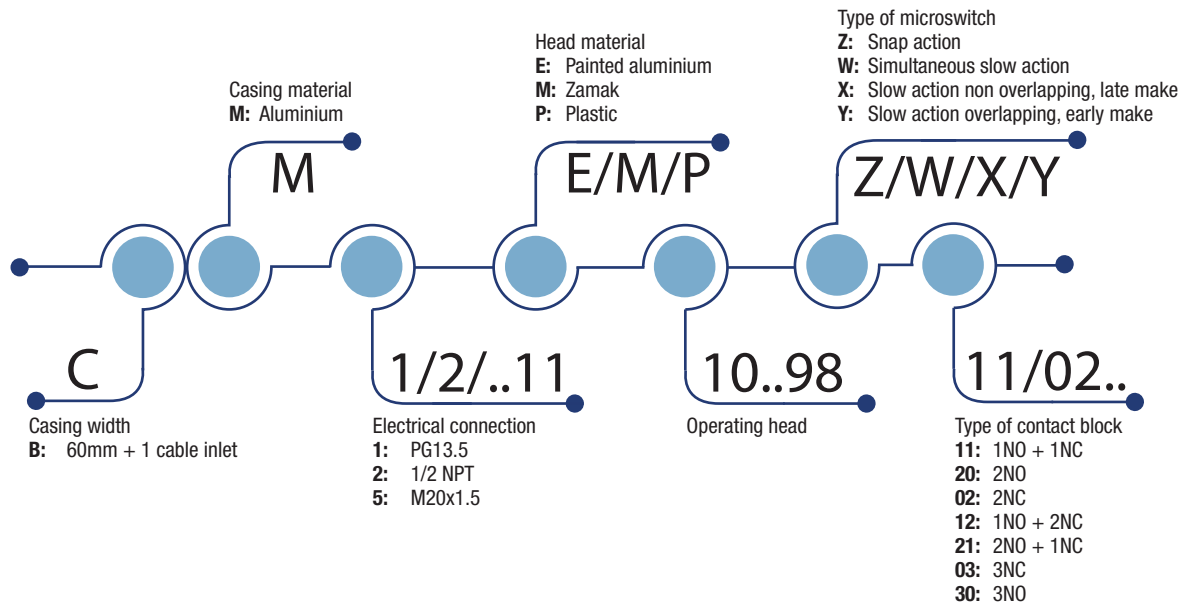 Type of microswitch
Z: Snap action
W: Simultaneous slow action
X: Slow action non overlapping, late make
Y: Slow action overlapping, early make
Head material
E: Painted aluminium
M: Zamak
P: Plastic
Casing material
M: Aluminium
M
E/M/P
Z/W/X/Y
C
1/2/..11
10..98
11/02..
Casing width
B: 60mm + 1 cable inlet
Electrical connection
1: PG13.5
2: 1/2 NPT
5: M20x1.5
Operating head
Type of contact block
11: 1NO + 1NC
20: 2NO
02: 2NC
12: 1NO + 2NC
21: 2NO + 1NC
03: 3NC
30: 3NO